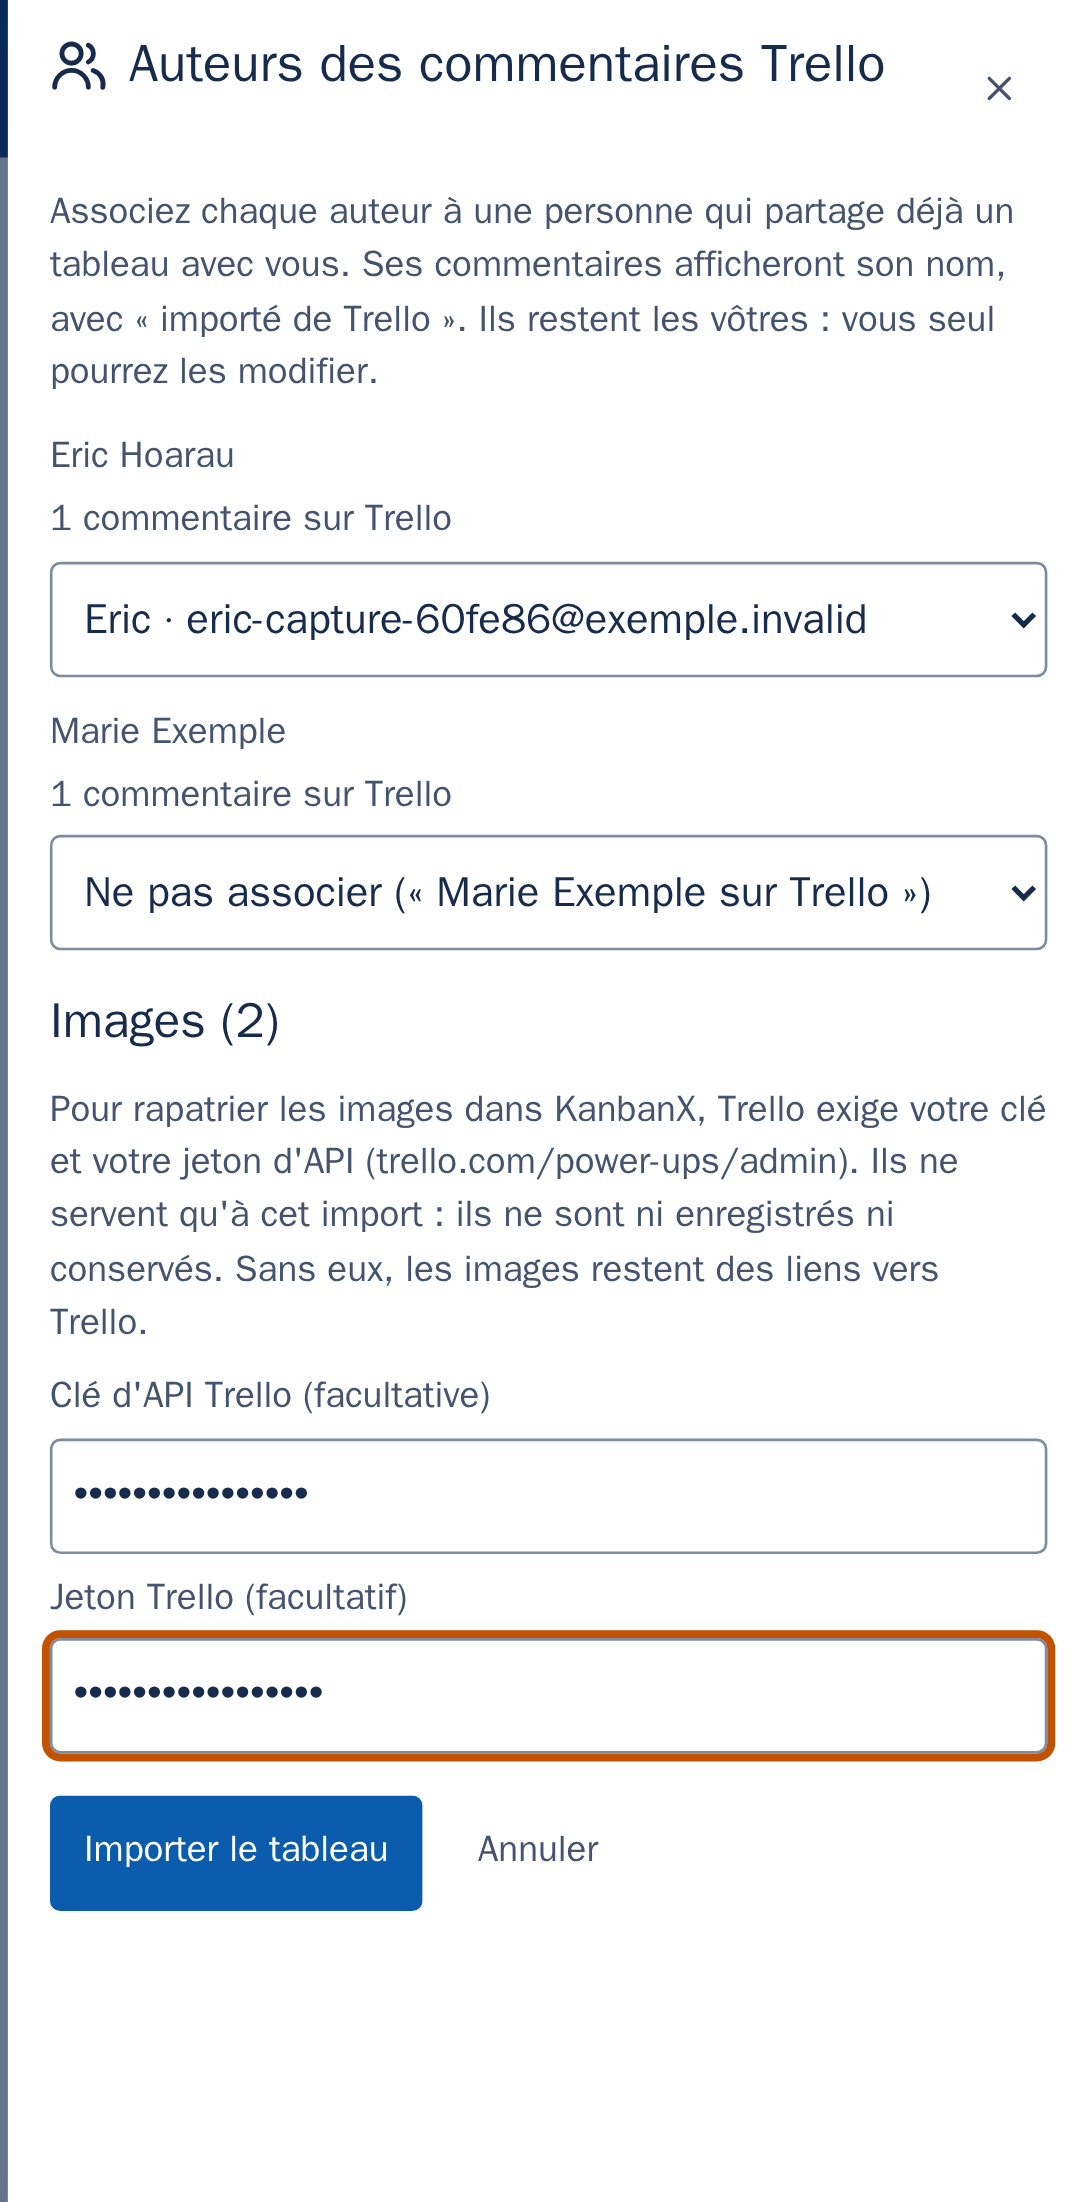 Auteurs des commentaires Trello
Associez chaque auteur à une personne qui partage déjà un
tableau avec vous. Ses commentaires afficheront son nom,
avec « importé de Trello ». Ils restent les vôtres : vous seul
pourrez les modifier.
Eric Hoarau
1 commentaire sur Trello
Eric · eric-capture-60fe86@exemple.invalid
Marie Exemple
1 commentaire sur Trello
Ne pas associer (« Marie Exemple sur Trello »)
Images (2)
Pour rapatrier les images dans KanbanX, Trello exige votre clé
et votre jeton d'API (trello.com/power-ups/admin). Ils ne
servent qu'à cet import : ils ne sont ni enregistrés ni
conservés. Sans eux, les images restent des liens vers
Trello.
Clé d'API Trello (facultative)
••••••••••••••••
Jeton Trello (facultatif)
•••••••••••••••••
Importer le tableau
Annuler